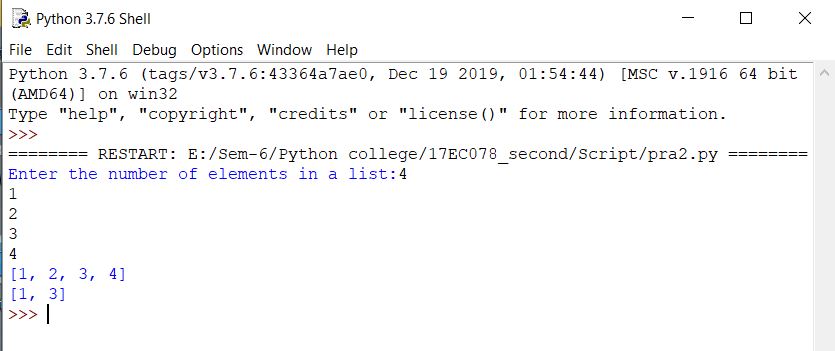 Python 3.7.6 Shell
File Edit Shell Debug Options Window Help
Python 3.7.6 (tags/v3.7.6:43364a7ae0, Dec 19 2019, 01:54:44) [MSC v.1916 64 bit
(AMD64)] on win32
Type "help", "copyright", "credits" or "license()" for more information.
>>>
======== RESTART: E:/Sem-6/Python college/17EC078_second/Script/pra2.py ========
Enter the number of elements in a list:4
1
2
3
4
[1, 2, 3, 4]
[1, 3]
>>>